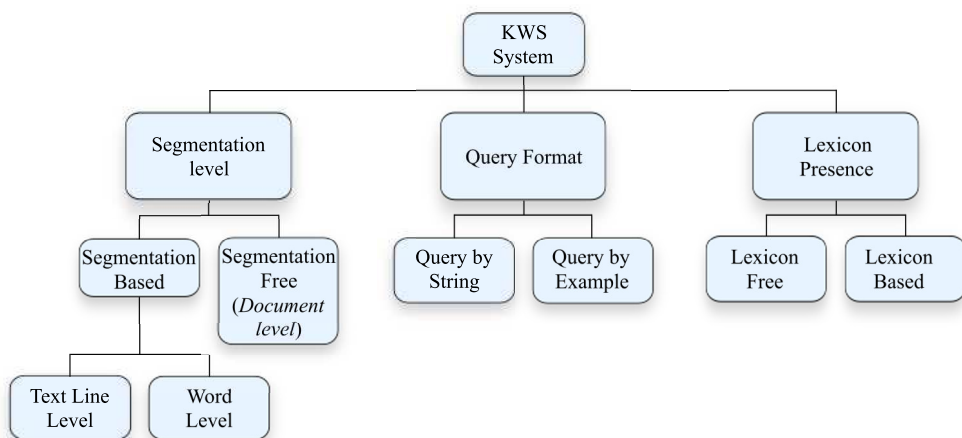 KWS
System
Segmentation
level
Query Format
Lexicon
Presence
Segmentation
Based
Segmentation
Free
(Document
level)
Query by
String
Query by
Example
Lexicon
Free
Lexicon
Based
Text Line
Level
Word
Level